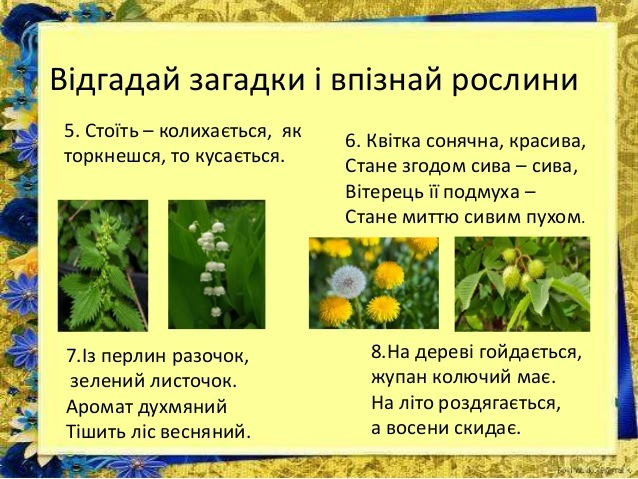 Відгадай загадки і впізнай рослини
5. Стоїть – колихається, як
торкнешся, то кусається.
6. Квітка сонячна, красива,
Стане згодом сива – сива,
Вітерець її подмуха –
Стане миттю сивим пухом.
7.Із перлин разочок,
зелений листочок.
Аромат духмяний
Тішить ліс весняний.
8.На дереві гойдається,
жупан колючий має.
На літо роздягається,
а восени скидає.